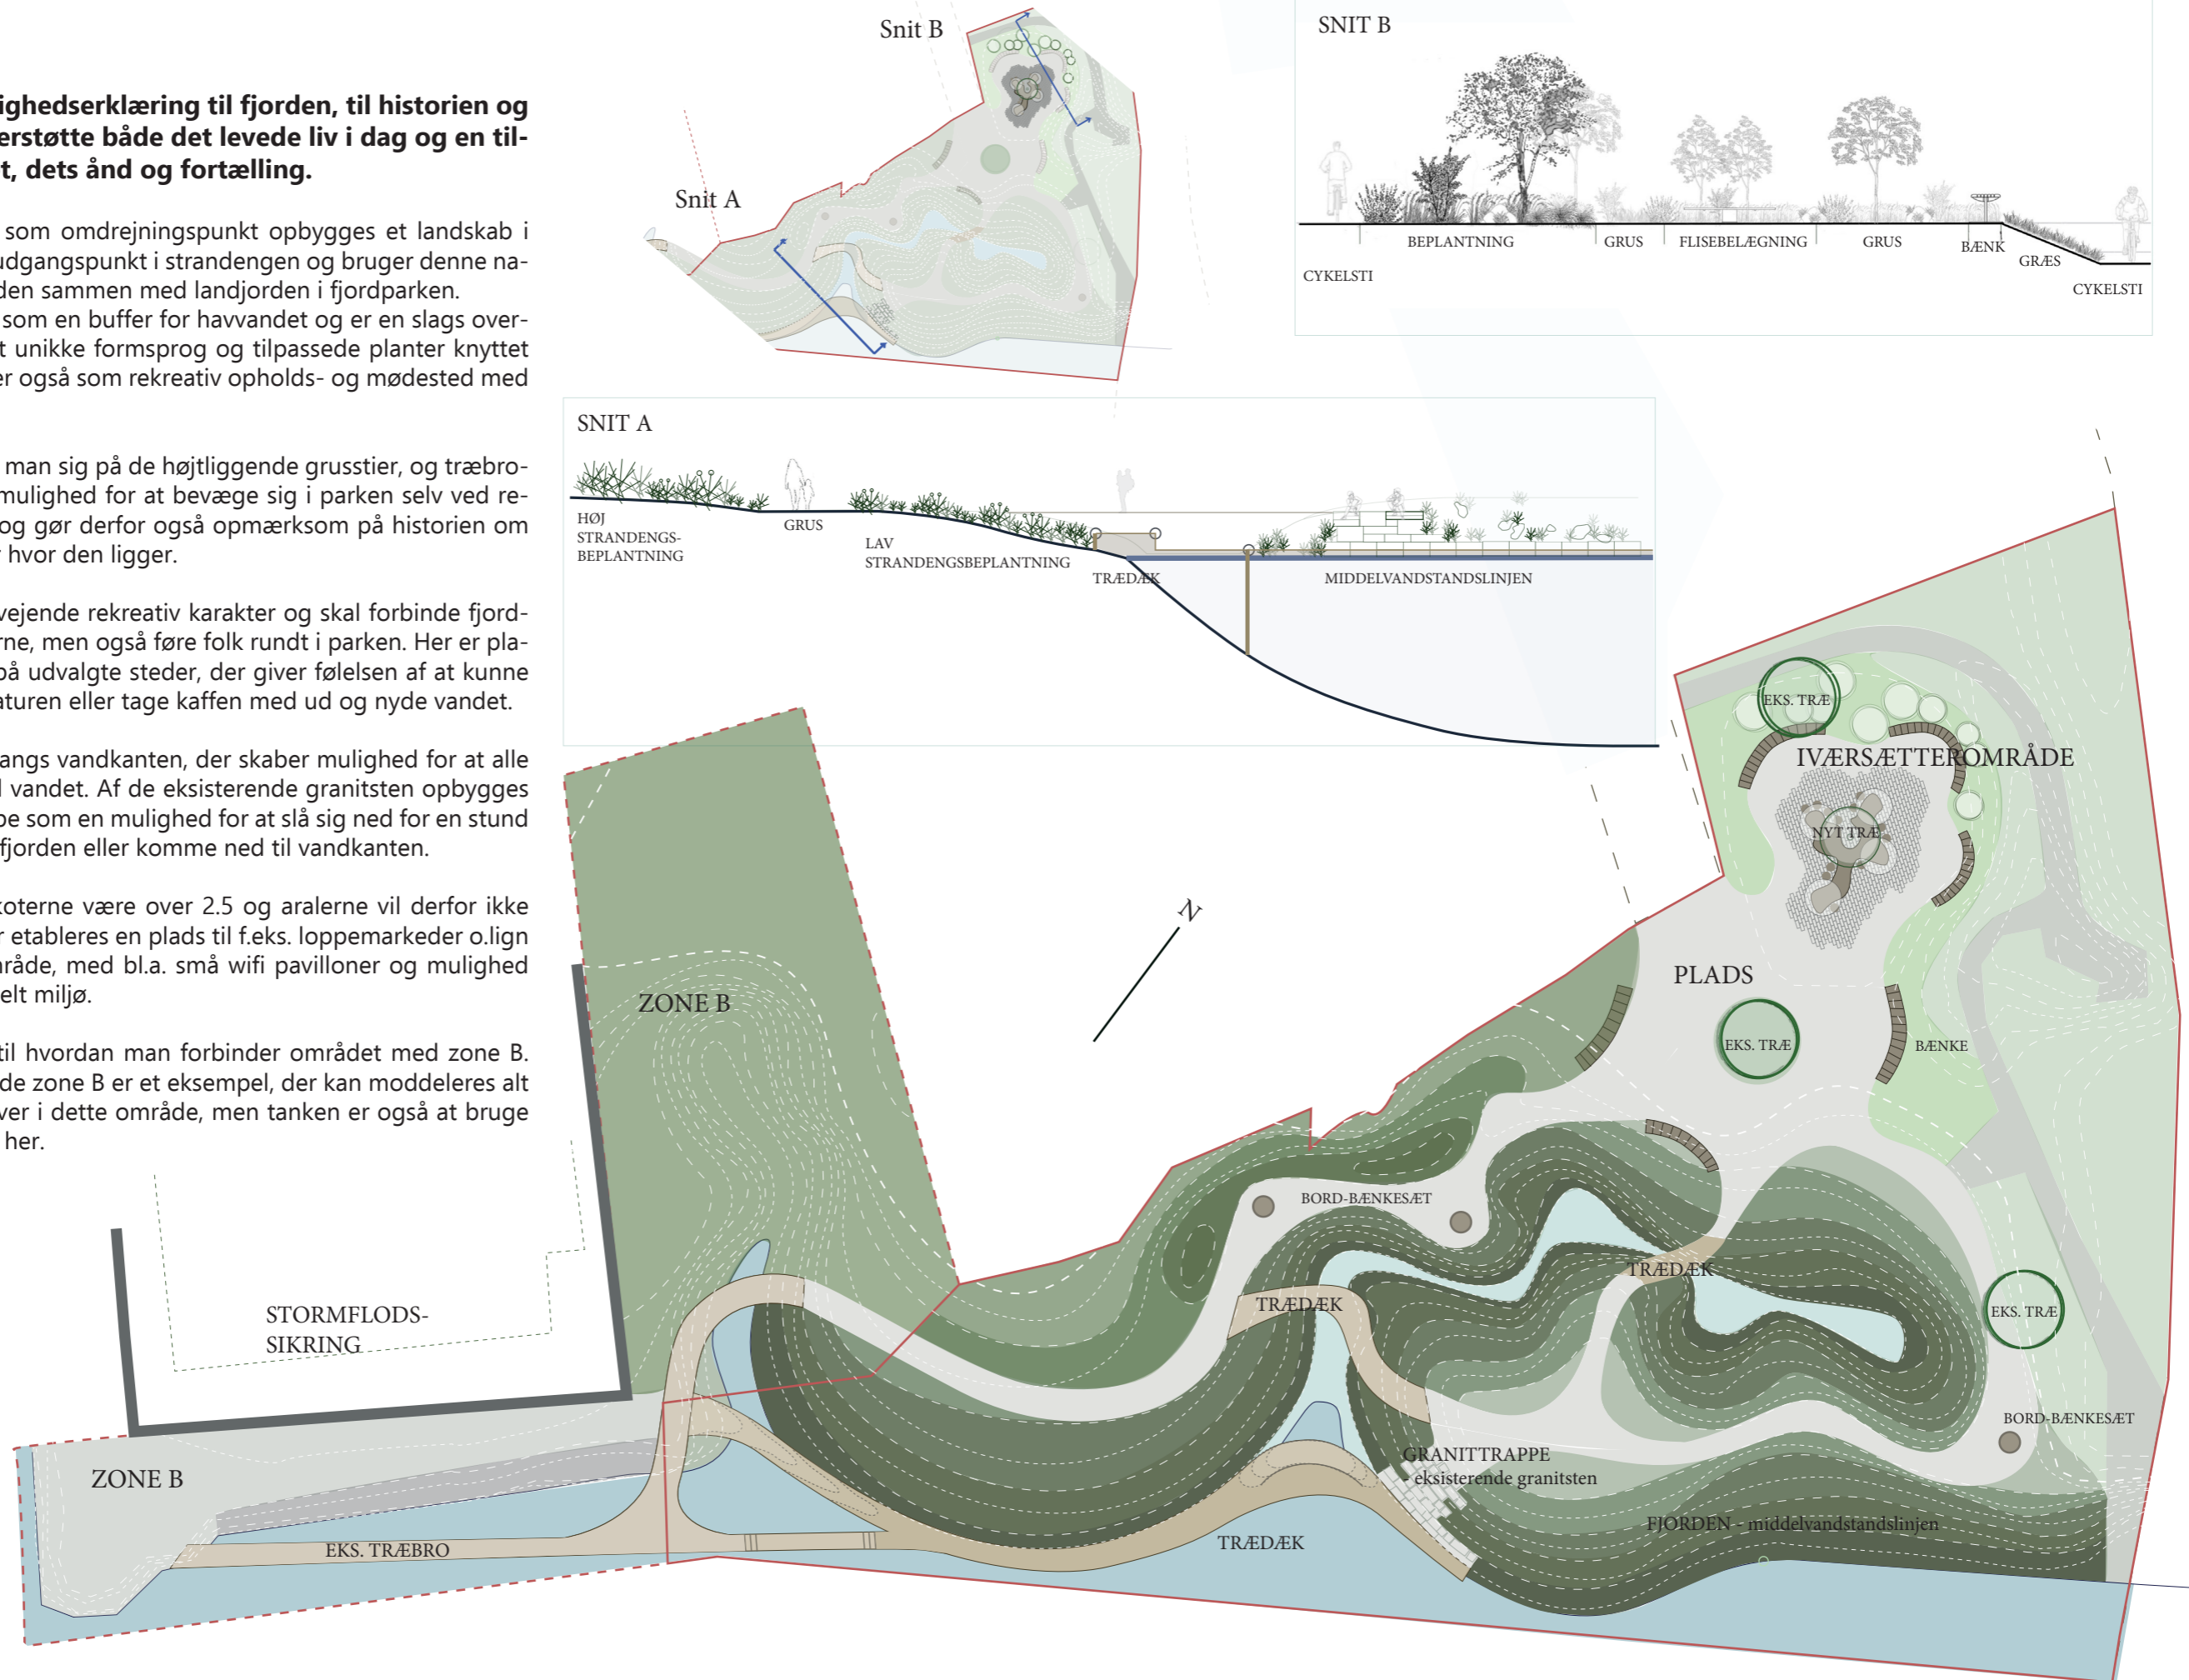 ighedserklæring til fjorden, til historien og
erstøtte både det levede liv i dag og en til-
t, dets ånd og fortælling.
som omdrejningspunkt opbygges et landskab i
udgangspunkt i strandengen og bruger denne na-
den sammen med landjorden i fjordparken.
som en buffer for havvandet og er en slags over-
t unikke formsprog og tilpassede planter knyttet
er også som rekreativ opholds- og mødested med
man sig på de højtliggende grusstier, og træbro-
mulighed for at bevæge sig i parken selv ved re-
og gør derfor også opmærksom på historien om
r hvor den ligger.
vejende rekreativ karakter og skal forbinde fjord-
rne, men også føre folk rundt i parken. Her er pla-
på udvalgte steder, der giver følelsen af at kunne
aturen eller tage kaffen med ud og nyde vandet.
angs vandkanten, der skaber mulighed for at alle
l vandet. Af de eksisterende granitsten opbygges
pe som en mulighed for at slå sig ned for en stund
fjorden eller komme ned til vandkanten.
koterne være over 2.5 og aralerne vil derfor ikke
r etableres en plads til f.eks. loppemarkeder o.lign
mråde, med bl.a. små wifi pavilloner og mulighed
elt miljø.
til hvordan man forbinder området med zone B.
de zone B er et eksempel, der kan moddeleres alt
ver i dette område, men tanken er også at bruge
her.
Snit B
Snit A
SNIT B
BEPLANTNING
GRUS
FLISEBELÆGNING
GRUS
BÆNK
GRÆS
CYKELSTI
CYKELSTI
SNIT A
HØJ
STRANDENGS-
BEPLANTNING
GRUS
LAV
STRANDENGSBEPLANTNING
TRÆDÆK
MIDDELVANDSTANDSLINJEN
N
EKS. TRÆ
IVÆRSÆTTEROMRÅDE
NYT TRÆ
PLADS
EKS. TRÆ
BÆNKE
ZONE B
BORD-BÆNKESÆT
TRÆDÆK
TRÆDÆK
EKS. TRÆ
STORMFLODS-
SIKRING
BORD-BÆNKESÆT
GRANITTRAPPE
- eksisterende granitsten
ZONE B
FJORDEN - middelvandstandslinjen
TRÆDÆK
EKS. TRÆBRO